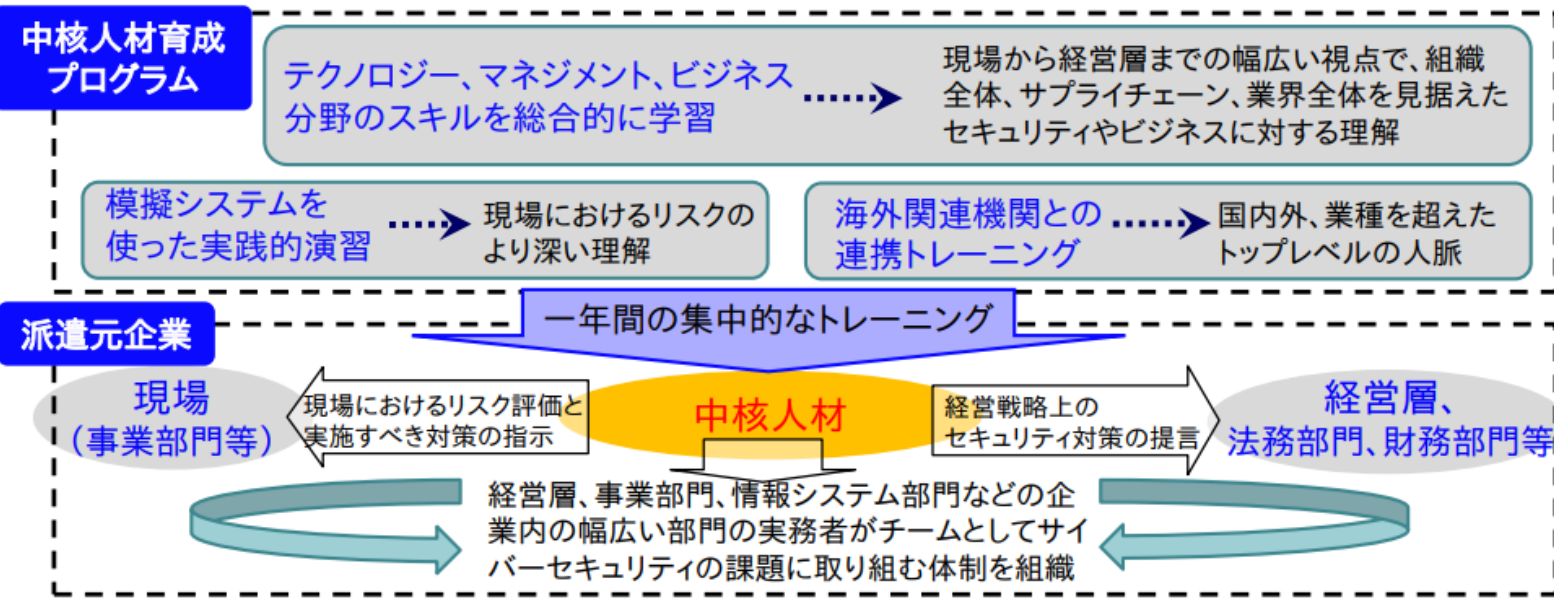 中核人材育成
プログラム
テクノロジー、マネジメント、ビジネス
分野のスキルを総合的に学習
現場から経営層までの幅広い視点で、組織
全体、サプライチェーン、業界全体を見据えた
セキュリティやビジネスに対する理解
模擬システムを
使った実践的演習
現場におけるリスクの
より深い理解
海外関連機関との
連携トレーニング
国内外、業種を超えた
トップレベルの人脈
一年間の集中的なトレーニング
派遣元企業
現場
（事業部門等）
現場におけるリスク評価と
実施すべき対策の指示
中核人材
経営戦略上の
セキュリティ対策の提言
経営層、
法務部門、財務部門等
経営層、事業部門、情報システム部門などの企
業内の幅広い部門の実務者がチームとしてサイ
バーセキュリティの課題に取り組む体制を組織